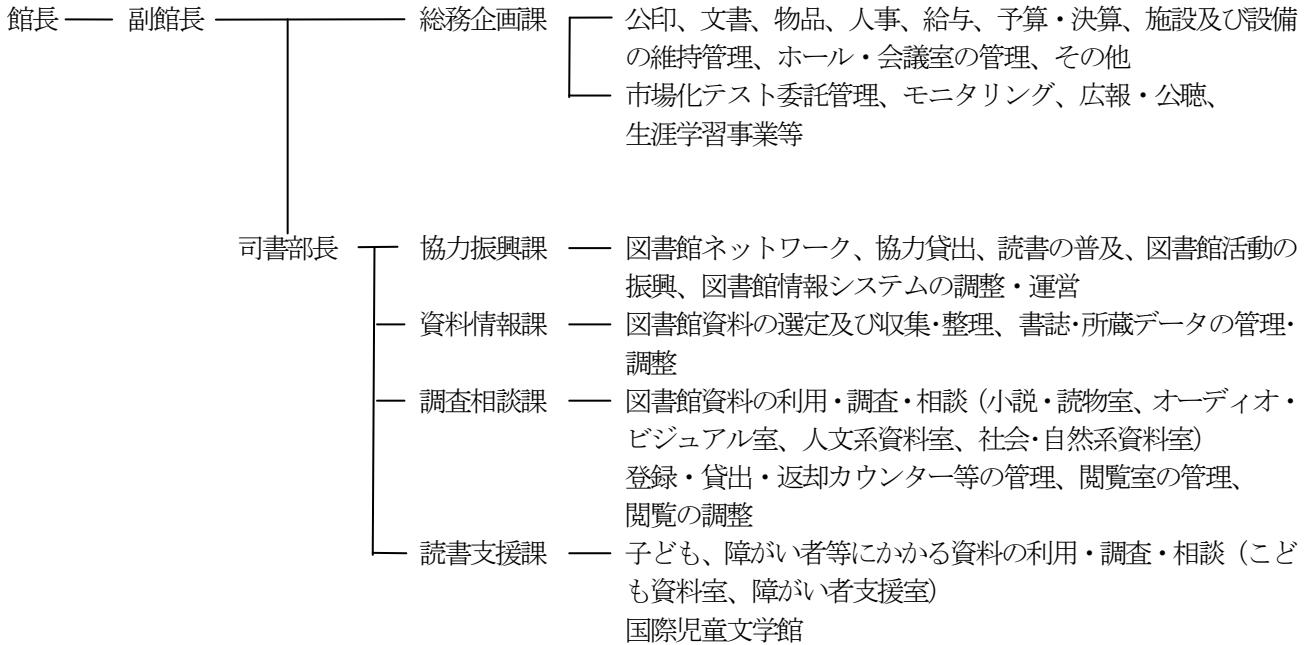 館長 副館長 総務企画課 公印、文書、物品、人事、給与、予算・決算、施設及び設備
の維持管理、ホール・会議室の管理、その他
市場化テスト委託管理、モニタリング、広報・公聴、
生涯学習事業等
司書部長 協力振興課 図書館ネットワーク、協力貸出、読書の普及、図書館活動の
振興、図書館情報システムの調整・運営
資料情報課 図書館資料の選定及び収集・整理、書誌・所蔵データの管理・
調整
調査相談課 図書館資料の利用・調査・相談（小説・読物室、オーディオ・
ビジュアル室、人文系資料室、社会・自然系資料室）
登録・貸出・返却カウンター等の管理、閲覧室の管理、
閲覧の調整
読書支援課 子ども、障がい者等にかかる資料の利用・調査・相談（こど
も資料室、障がい者支援室）
国際児童文学館